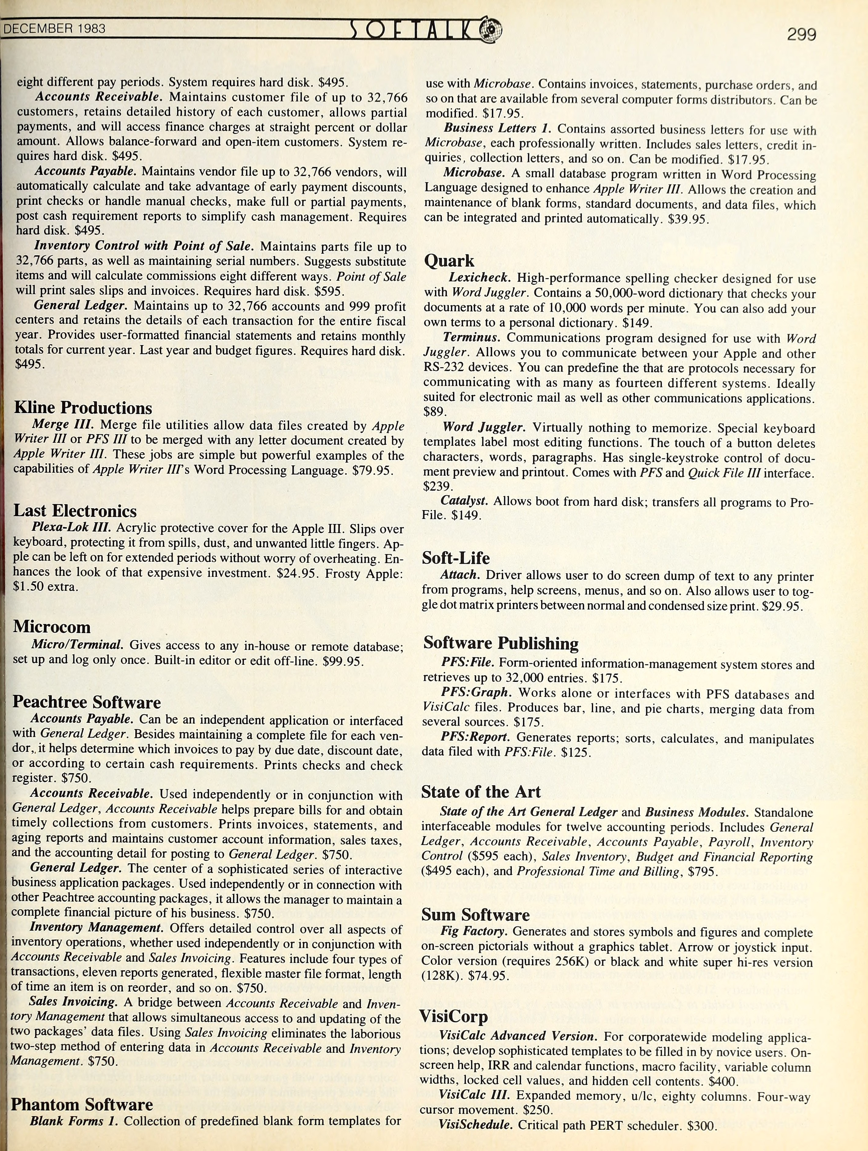 DECEMBER 1983
SOFTALK
299
eight different pay periods. System requires hard disk. $495.
Accounts Receivable. Maintains customer file of up to 32,766
customers, retains detailed history of each customer, allows partial
payments, and will access finance charges at straight percent or dollar
amount. Allows balance-forward and open-item customers. System re-
quires hard disk. $495.
Accounts Payable. Maintains vendor file up to 32,766 vendors, will
automatically calculate and take advantage of early payment discounts,
print checks or handle manual checks, make full or partial payments,
post cash requirement reports to simplify cash management. Requires
hard disk. $495.
Inventory Control with Point of Sale. Maintains parts file up to
32,766 parts, as well as maintaining serial numbers. Suggests substitute
items and will calculate commissions eight different ways. Point of Sale
will print sales slips and invoices. Requires hard disk. $595.
General Ledger. Maintains up to 32,766 accounts and 999 profit
centers and retains the details of each transaction for the entire fiscal
year. Provides user-formatted financial statements and retains monthly
totals for current year. Last year and budget figures. Requires hard disk.
$495.
Kline Productions
Merge III. Merge file utilities allow data files created by Apple
Writer III or PFS III to be merged with any letter document created by
Apple Writer III. These jobs are simple but powerful examples of the
capabilities of Apple Writer III's Word Processing Language. $79.95.
Last Electronics
Plexa-Lok III. Acrylic protective cover for the Apple III. Slips over
keyboard, protecting it from spills, dust, and unwanted little fingers. Ap-
ple can be left on for extended periods without worry of overheating. En-
hances the look of that expensive investment. $24.95. Frosty Apple:
$1.50 extra.
Microcom
Micro/Terminal. Gives access to any in-house or remote database;
set up and log only once. Built-in editor or edit off-line. $99.95.
Peachtree Software
Accounts Payable. Can be an independent application or interfaced
with General Ledger. Besides maintaining a complete file for each ven-
dor, it helps determine which invoices to pay by due date, discount date,
or according to certain cash requirements. Prints checks and check
register. $750.
Accounts Receivable. Used independently or in conjunction with
General Ledger, Accounts Receivable helps prepare bills for and obtain
timely collections from customers. Prints invoices, statements, and
aging reports and maintains customer account information, sales taxes,
and the accounting detail for posting to General Ledger. $750.
General Ledger. The center of a sophisticated series of interactive
business application packages. Used independently or in connection with
other Peachtree accounting packages, it allows the manager to maintain a
complete financial picture of his business. $750.
Inventory Management. Offers detailed control over all aspects of
inventory operations, whether used independently or in conjunction with
Accounts Receivable and Sales Invoicing. Features include four types of
transactions, eleven reports generated, flexible master file format, length
of time an item is on reorder, and so on. $750.
Sales Invoicing. A bridge between Accounts Receivable and Inven-
tory Management that allows simultaneous access to and updating of the
two packages' data files. Using Sales Invoicing eliminates the laborious
two-step method of entering data in Accounts Receivable and Inventory
Management. $750.
Phantom Software
Blank Forms 1. Collection of predefined blank form templates for
use with Microbase. Contains invoices, statements, purchase orders, and
so on that are available from several computer forms distributors. Can be
modified. $17.95.
Business Letters 1. Contains assorted business letters for use with
Microbase, each professionally written. Includes sales letters, credit in-
quiries, collection letters, and so on. Can be modified. $17.95.
Microbase. A small database program written in Word Processing
Language designed to enhance Apple Writer III. Allows the creation and
maintenance of blank forms, standard documents, and data files, which
can be integrated and printed automatically. $39.95.
Quark
Lexicheck. High-performance spelling checker designed for use
with Word Juggler. Contains a 50,000-word dictionary that checks your
documents at a rate of 10,000 words per minute. You can also add your
own terms to a personal dictionary. $149.
Terminus. Communications program designed for use with Word
Juggler. Allows you to communicate between your Apple and other
RS-232 devices. You can predefine the that are protocols necessary for
communicating with as many as fourteen different systems. Ideally
suited for electronic mail as well as other communications applications.
$89.
Word Juggler. Virtually nothing to memorize. Special keyboard
templates label most editing functions. The touch of a button deletes
characters, words, paragraphs. Has single-keystroke control of docu-
ment preview and printout. Comes with PFS and Quick File III interface.
$239.
Catalyst. Allows boot from hard disk; transfers all programs to Pro-
File. $149.
Soft-Life
Attach. Driver allows user to do screen dump of text to any printer
from programs, help screens, menus, and so on. Also allows user to tog-
gle dot matrix printers between normal and condensed size print. $29.95.
Software Publishing
PFS:File. Form-oriented information-management system stores and
retrieves up to 32,000 entries. $175.
PFS:Graph. Works alone or interfaces with PFS databases and
VisiCalc files. Produces bar, line, and pie charts, merging data from
several sources. $175.
PFS:Report. Generates reports; sorts, calculates, and manipulates
data filed with PFS:File. $125.
State of the Art
State of the Art General Ledger and Business Modules. Standalone
interfaceable modules for twelve accounting periods. Includes General
Ledger, Accounts Receivable, Accounts Payable, Payroll, Inventory
Control ($595 each), Sales Inventory, Budget and Financial Reporting
($495 each), and Professional Time and Billing, $795.
Sum Software
Fig Factory. Generates and stores symbols and figures and complete
on-screen pictorials without a graphics tablet. Arrow or joystick input.
Color version (requires 256K) or black and white super hi-res version
(128K). $74.95.
VisiCorp
VisiCalc Advanced Version. For corporatewide modeling applica-
tions; develop sophisticated templates to be filled in by novice users. On-
screen help, IRR and calendar functions, macro facility, variable column
widths, locked cell values, and hidden cell contents. $400.
VisiCalc III. Expanded memory, u/lc, eighty columns. Four-way
cursor movement. $250.
VisiSchedule. Critical path PERT scheduler. $300.